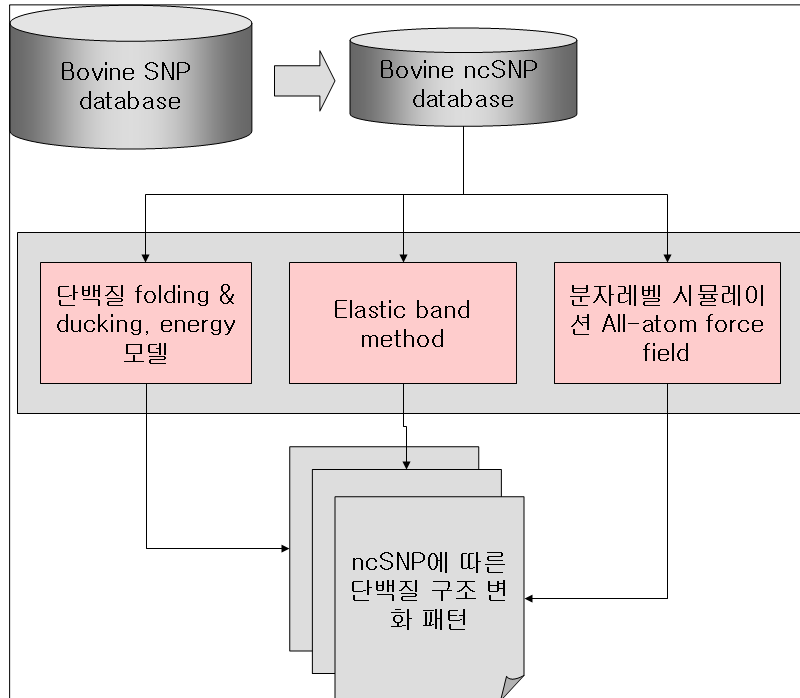 Bovine SNP
database
Bovine ncSNP
database
단백질 folding &
ducking, energy
모델
Elastic band
method
분자레벨 시뮬레이
션 All-atom force
field
ncSNP에 따른
단백질 구조 변
화 패턴